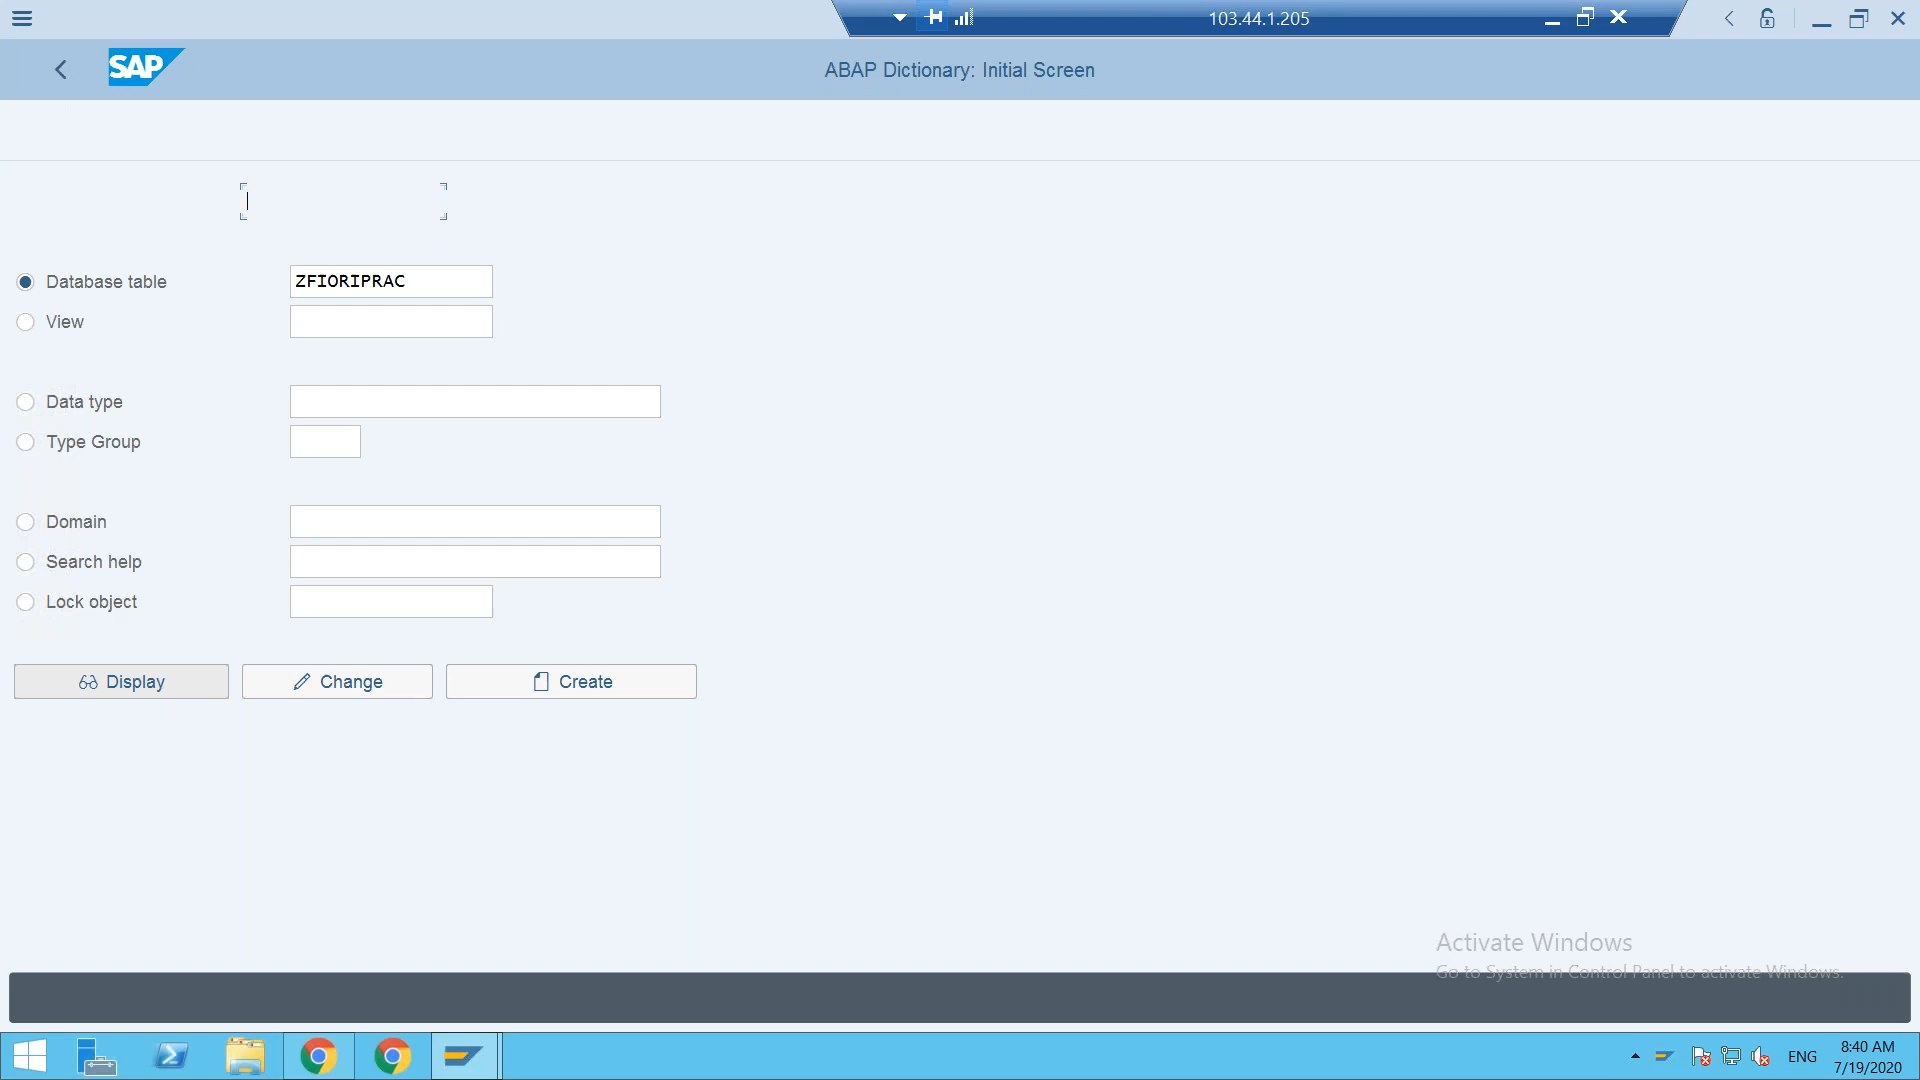 103.44.1.205
SAP
ABAP Dictionary: Initial Screen
Database table
ZFIORIPRAC
View
Data type
Type Group
Domain
Search help
Lock object
Display
Change
Create
Activate Windows
Go to System in Control Panel to activate Windows.
ENG
8:40 AM
7/19/2020